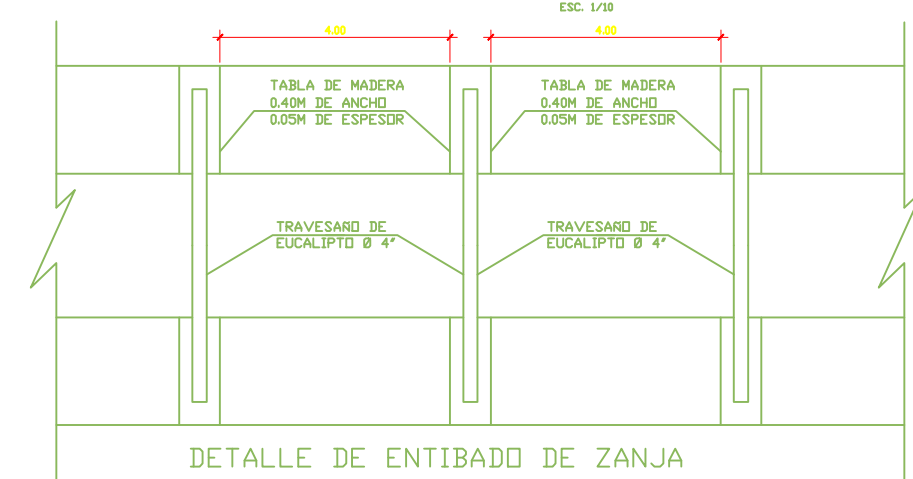 ESC. 1/10
4.00
4.00
TABLA DE MADERA
0.40M DE ANCHO
0.05M DE ESPESOR
TABLA DE MADERA
0.40M DE ANCHO
0.05M DE ESPESOR
TRAVESAÑO DE
EUCALIPTO Ø 4"
TRAVESAÑO DE
EUCALIPTO Ø 4"
DETALLE DE ENTIBADO DE ZANJA